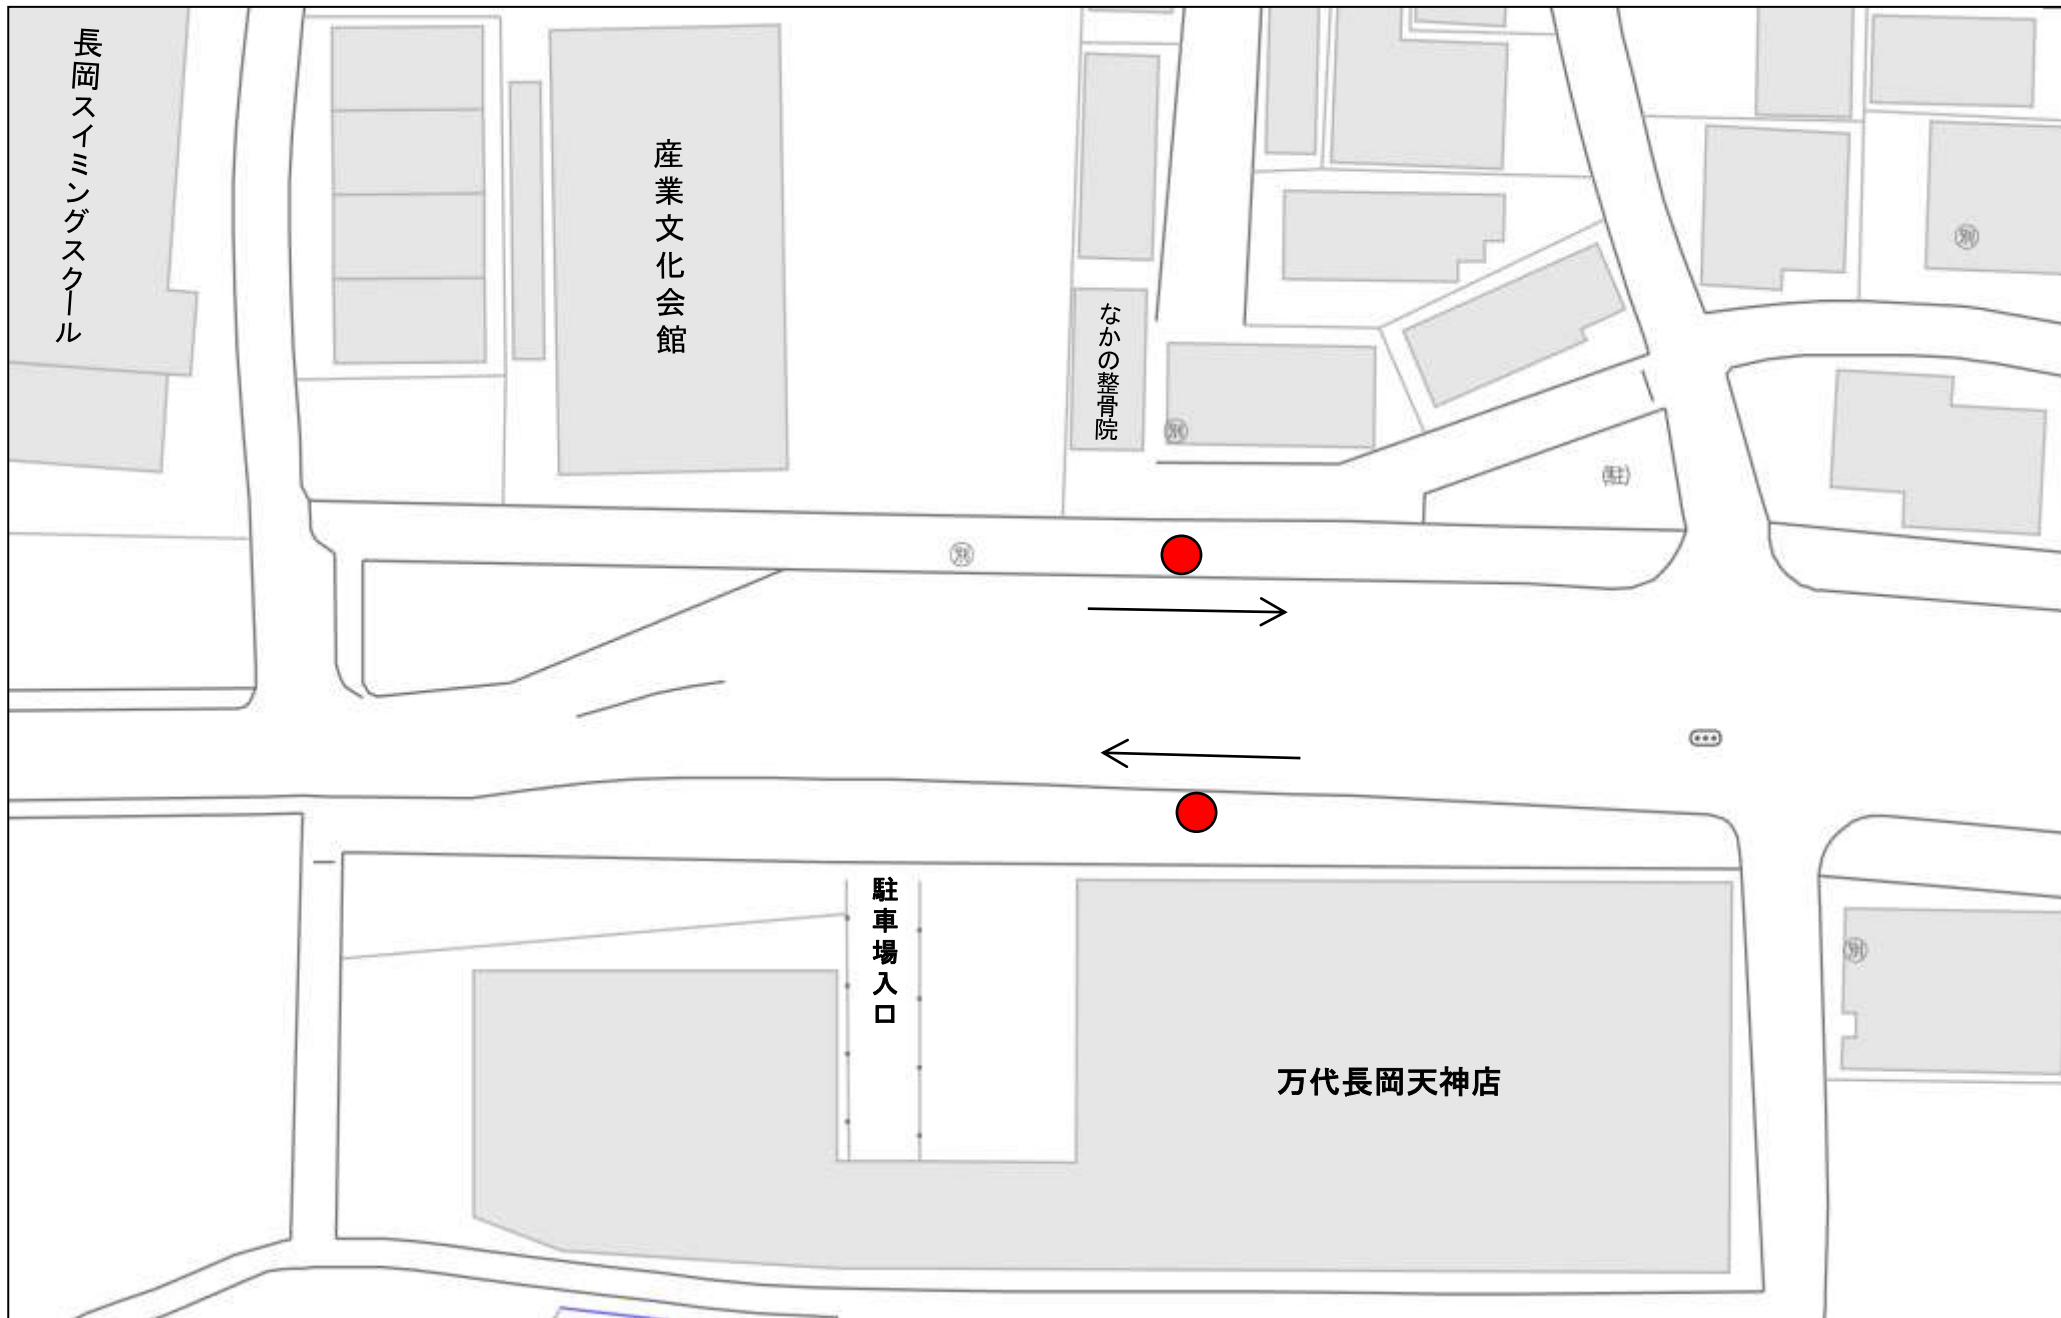 長岡スイミングスクール
産業文化会館
なかの整骨院
(駐)
駐車場入口
万代長岡天神店